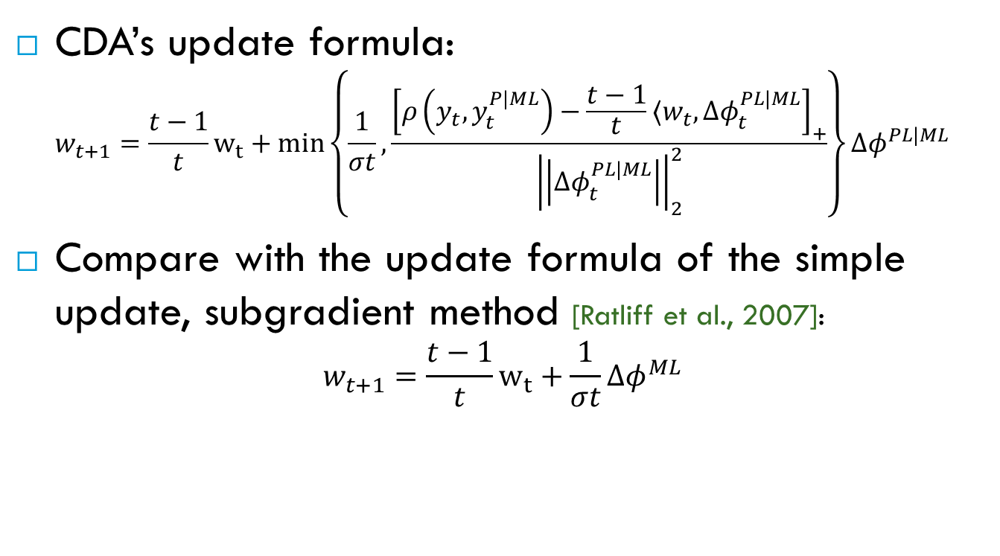 CDA’s update formula:
$w_{t+1} = \frac{t-1}{t} \mathrm{w_t} + \min \left\{ \frac{1}{\sigma t}, \frac{\left[ \rho \left( y_t, y_t^{P|ML} \right) - \frac{t-1}{t} \langle w_t, \Delta\phi_t^{PL|ML} \right]_+}{\left|\left| \Delta\phi_t^{PL|ML} \right|\right|_2^2} \right\} \Delta\phi^{PL|ML}$
Compare with the update formula of the simple
update, subgradient method [Ratliff et al., 2007]:
$w_{t+1} = \frac{t-1}{t} \mathrm{w_t} + \frac{1}{\sigma t} \Delta\phi^{ML}$